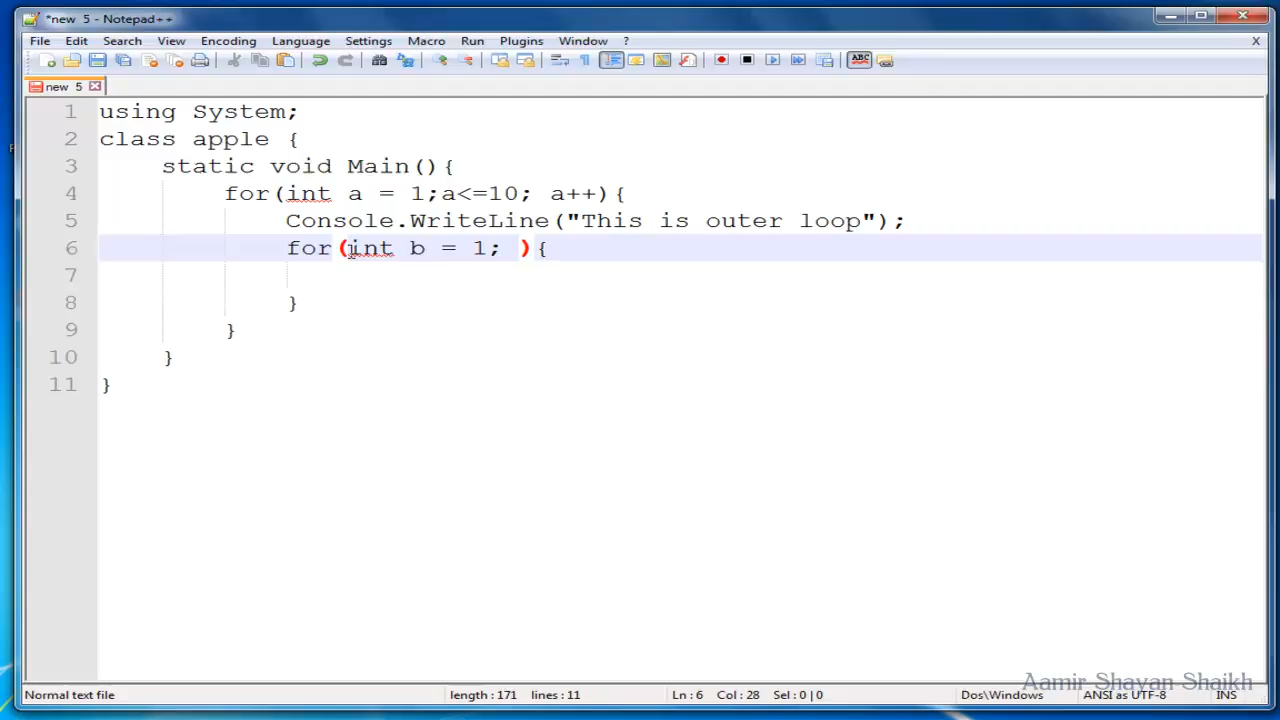 *new 5 - Notepad++
File Edit Search View Encoding Language Settings Macro Run Plugins Window ? X
ABC
new 5
1 using System;
2 class apple {
3 static void Main(){
4 for(int a = 1;a<=10; a++){
5 Console.WriteLine("This is outer loop");
6 for(int b = 1; ){
7
8 }
9 }
10 }
11 }
Aamir Shayan Shaikh
Normal text file length : 171 lines : 11 Ln : 6 Col : 28 Sel : 0 | 0 Dos\Windows ANSI as UTF-8 INS